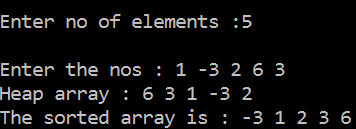 Enter no of elements :5
Enter the nos : 1 -3 2 6 3
Heap array : 6 3 1 -3 2
The sorted array is : -3 1 2 3 6